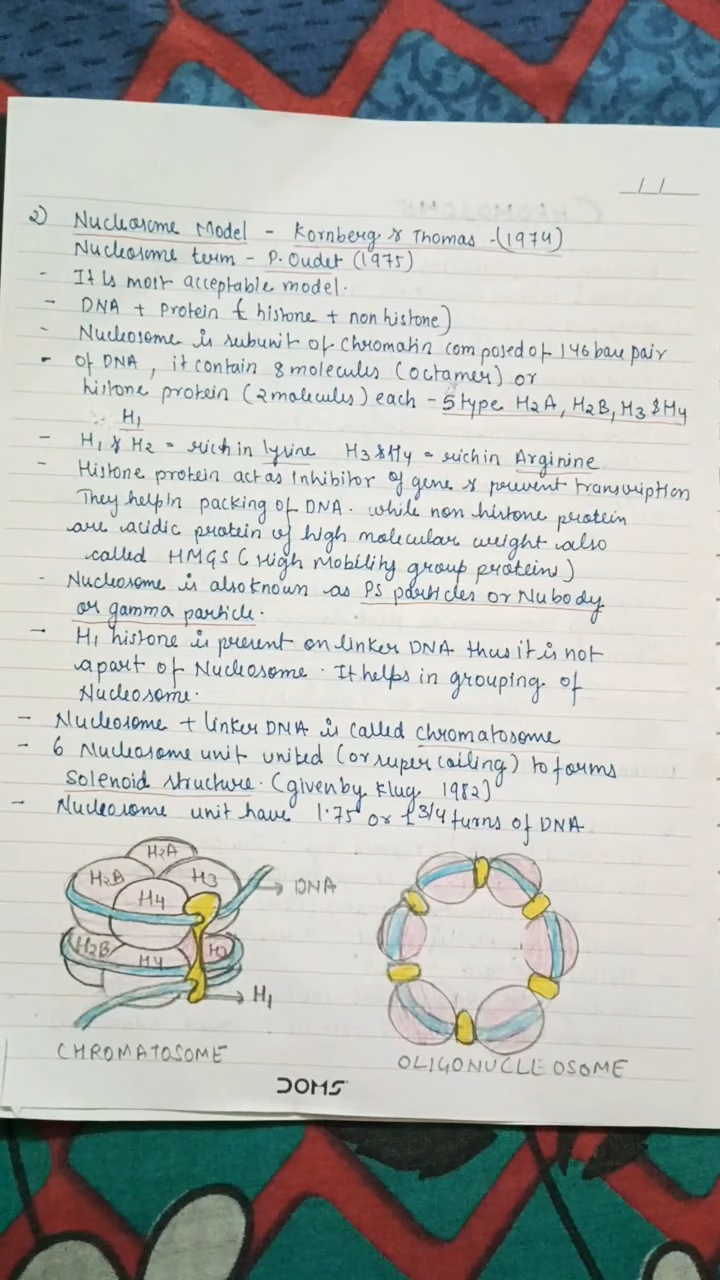 2) Nucleosome Model - Kornberg & Thomas -(1974)
Nucleosome term - P. Oudet (1975)
- It is most acceptable model.
- DNA + Protein ( histone + non histone)
- Nucleosome is subunit of chromatin composed of 146 base pair
- of DNA, it contain 8 molecules (octamer) or
histone protein (2 molecules) each - 5 type H2A, H2B, H3 & H4
H1
- H1 & H2 = rich in lysine H3 & H4 = rich in Arginine
- Histone protein act as Inhibitor of gene & prevent transcription
They help in packing of DNA. while non histone protein
are acidic protein of high molecular weight also
called HMGS (High Mobility group proteins)
- Nucleosome is also known as PS particles or Nubody
or gamma particle.
- H1 histone is present on linker DNA thus it is not
a part of Nucleosome. It helps in grouping of
Nucleosome.
- Nucleosome + linker DNA is called chromatosome
- 6 Nucleosome unit united (or super coiling) to forms
Solenoid structure. (given by Klug 1982)
- Nucleosome unit have 1.75 or 1 3/4 turns of DNA
H2A
H2A H3
H4
DNA
H2B H4
H1
CHROMATOSOME
OLIGONUCLEOSOME
DOMS